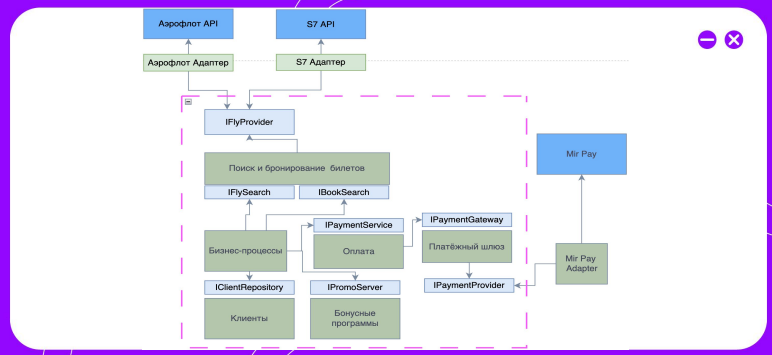 Аэрофлот API
S7 API
Аэрофлот Адаптер
S7 Адаптер
IFlyProvider
Поиск и бронирование билетов
IFlySearch
IBookSearch
Mir Pay
IPaymentService
IPaymentGateway
Бизнес-процессы
Оплата
Платёжный шлюз
Mir Pay
Adapter
IClientRepository
IPromoServer
IPaymentProvider
Клиенты
Бонусные
программы